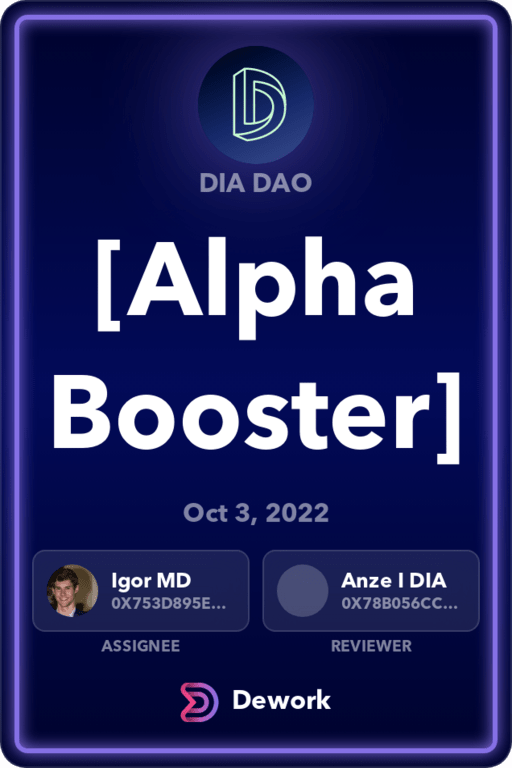 DIA DAO
[Alpha
Booster]
Oct 3, 2022
Igor MD
0X753D895E...
ASSIGNEE
Anze I DIA
0X78B056CC...
REVIEWER
Dework